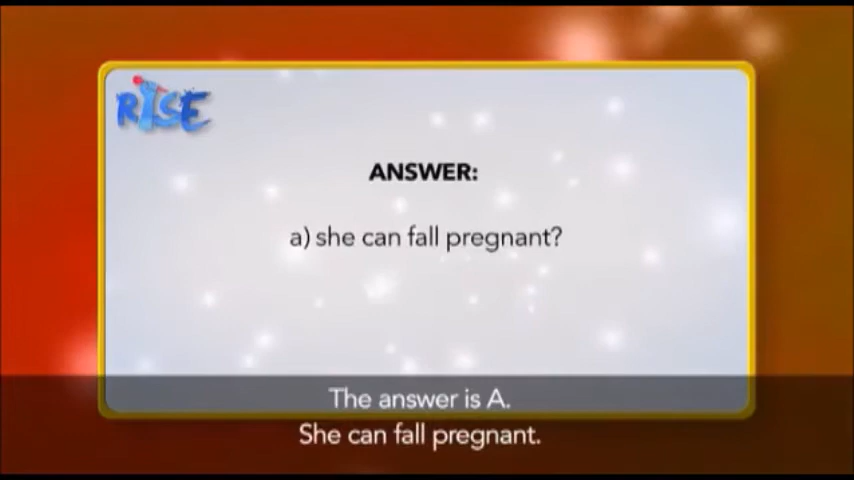 RISE
ANSWER:
a) she can fall pregnant?
The answer is A.
She can fall pregnant.